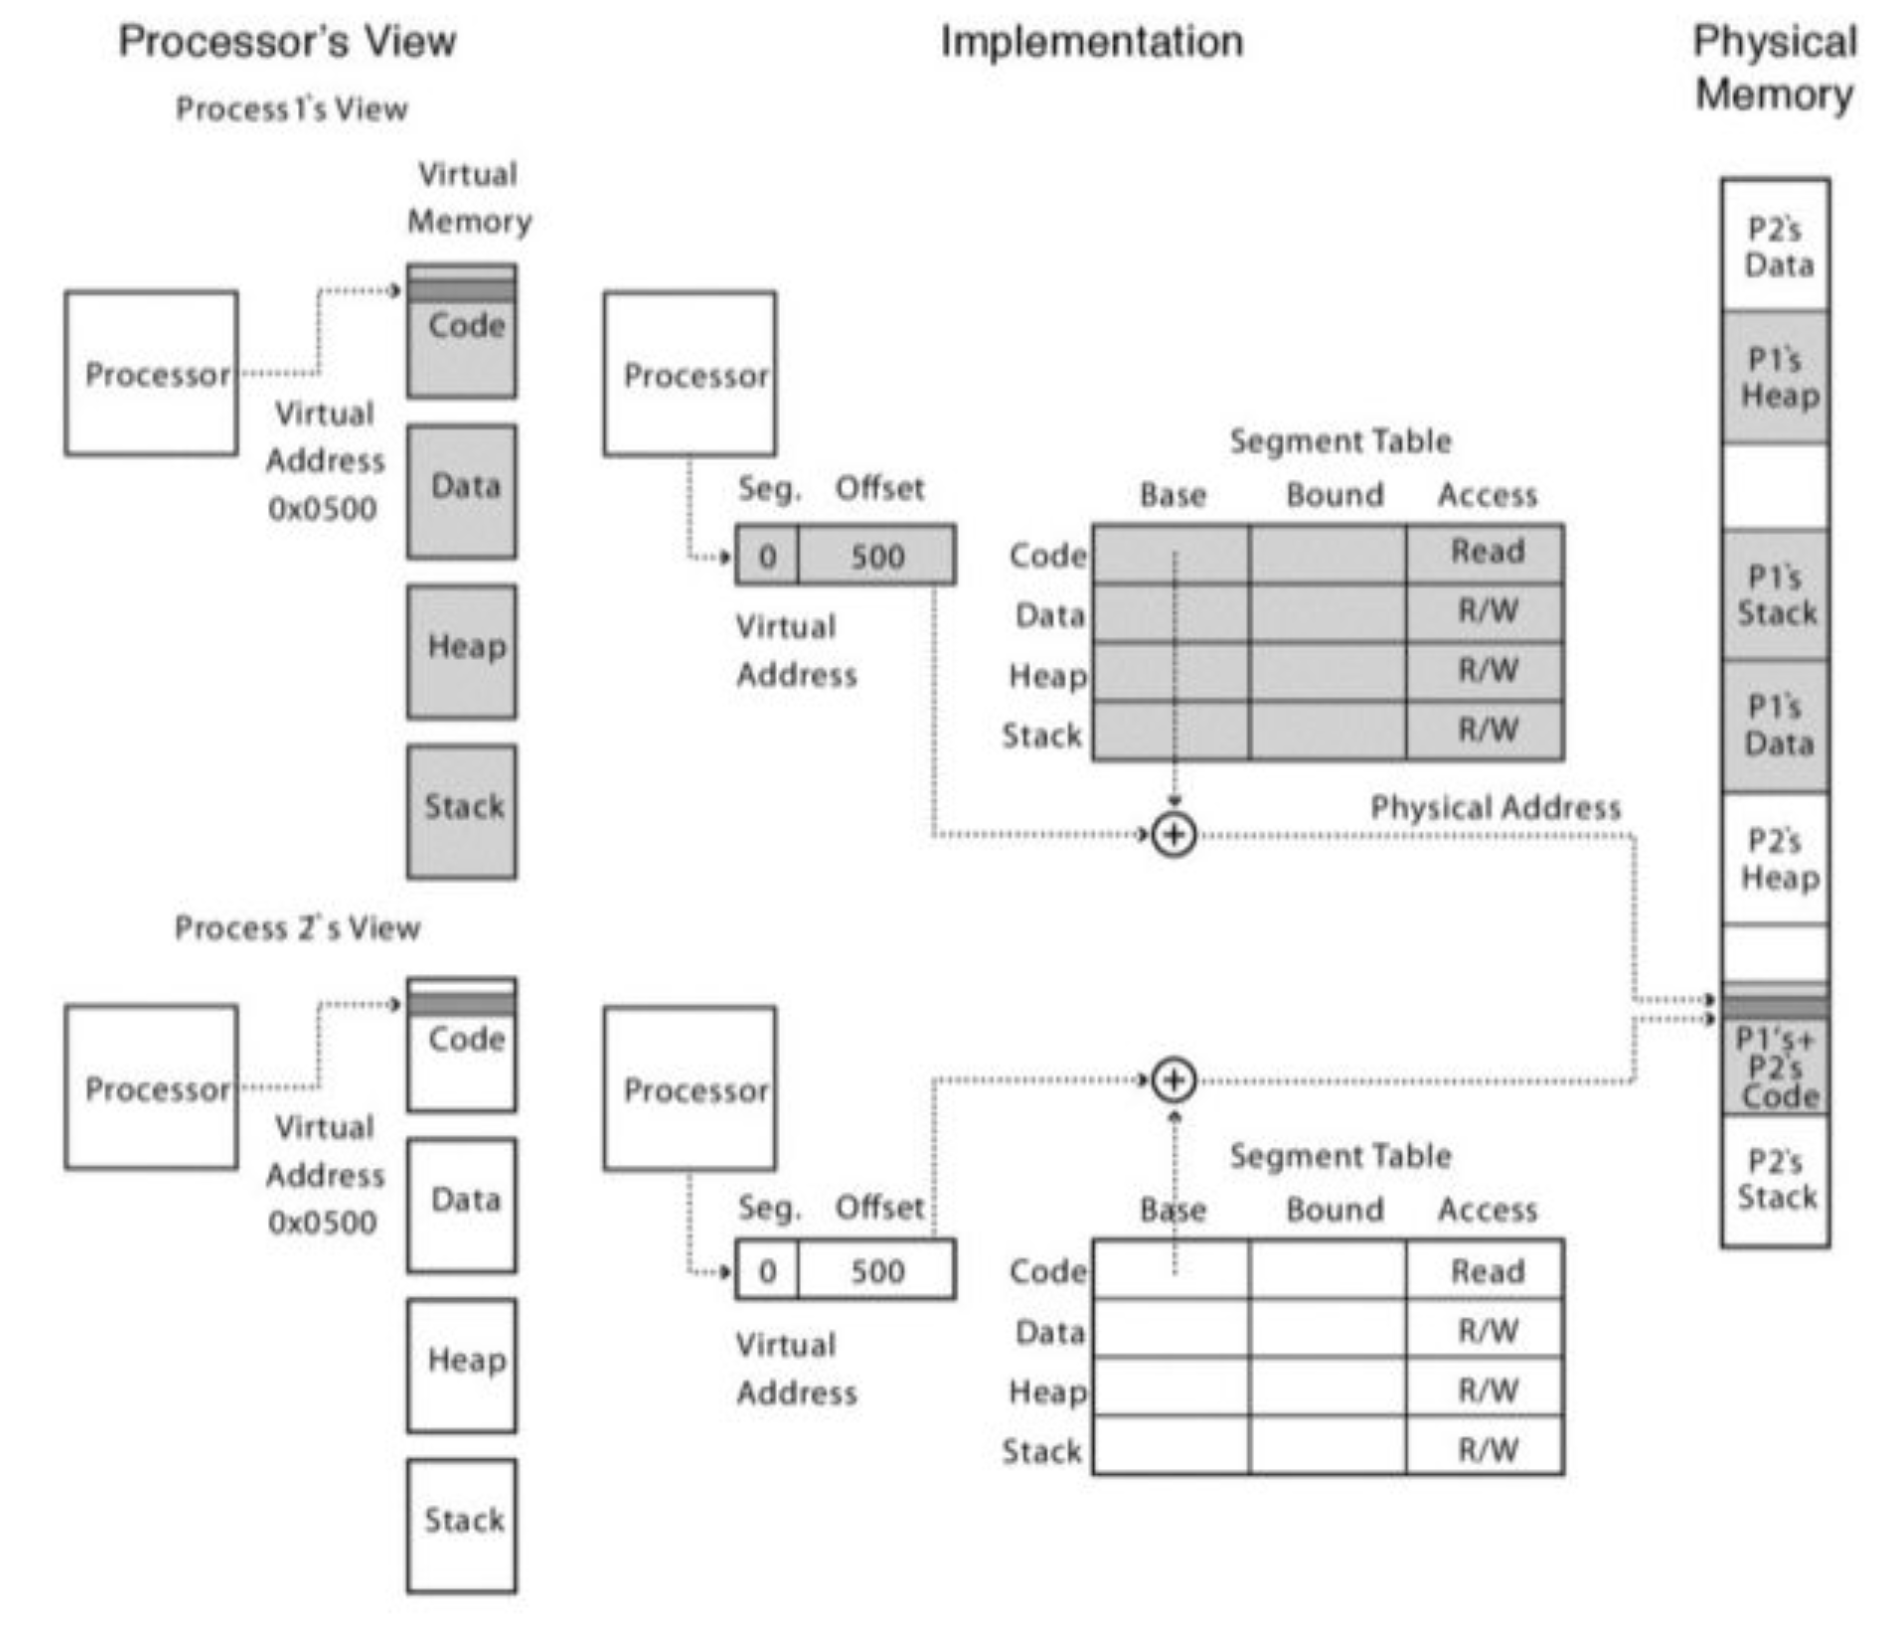 Processor's View
Implementation
Physical
Memory
Process 1's View
Virtual
Memory
Processor
Virtual
Address
0x0500
Code
Data
Heap
Stack
Processor
Seg. Offset
0 500
Virtual
Address
Segment Table
Base Bound Access
Code Read
Data R/W
Heap R/W
Stack R/W
Physical Address
Process 2's View
Processor
Virtual
Address
0x0500
Code
Data
Heap
Stack
Processor
Seg. Offset
0 500
Virtual
Address
Segment Table
Base Bound Access
Code Read
Data R/W
Heap R/W
Stack R/W
P2's
Data
P1's
Heap
P1's
Stack
P1's
Data
P2's
Heap
P1's+
P2's
Code
P2's
Stack